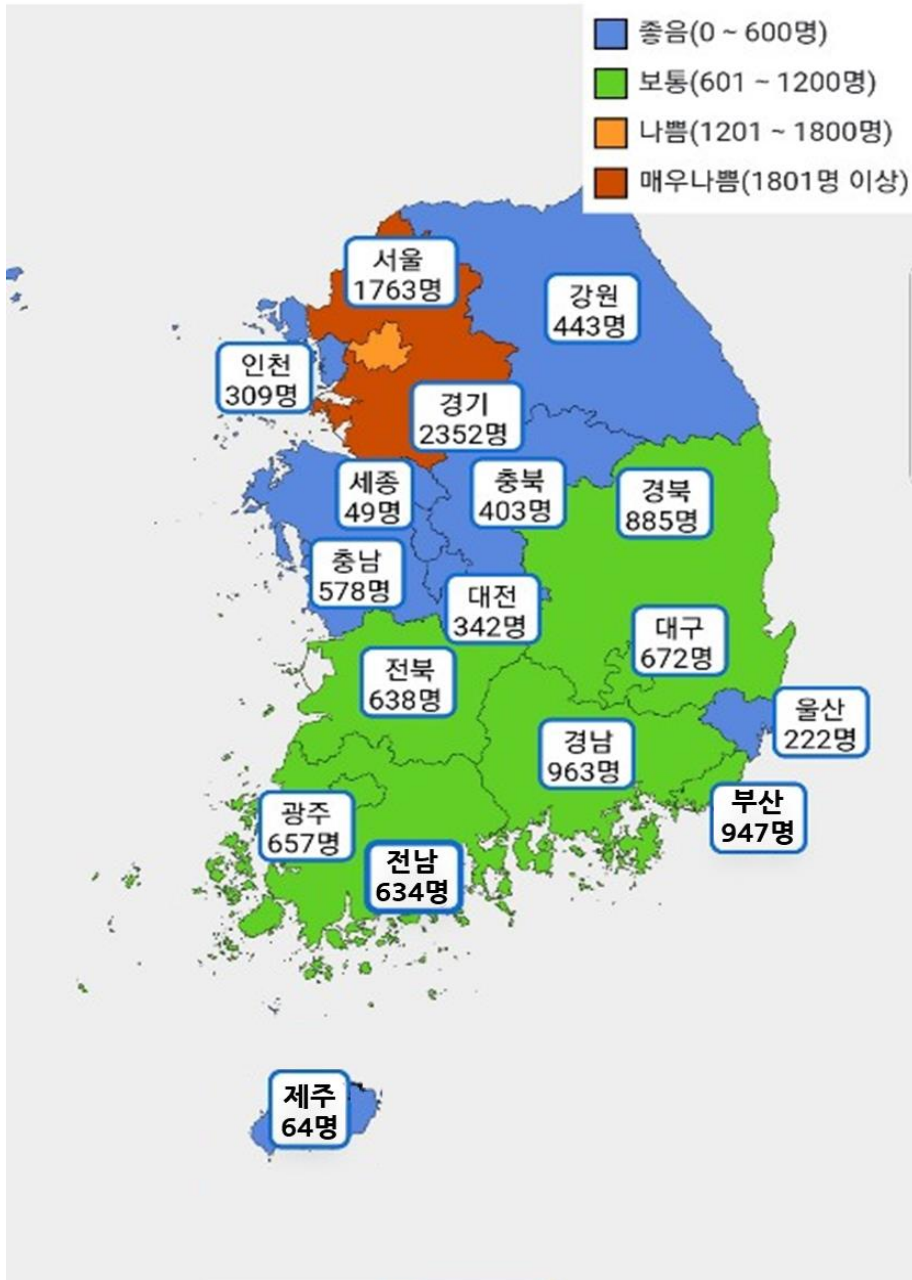 좋음(0 ~ 600명)
보통(601 ~ 1200명)
나쁨(1201 ~ 1800명)
매우나쁨(1801명 이상)
서울
1763명
강원
443명
인천
309명
경기
2352명
세종
49명
충북
403명
경북
885명
충남
578명
대전
342명
대구
672명
전북
638명
울산
222명
경남
963명
부산
947명
광주
657명
전남
634명
제주
64명